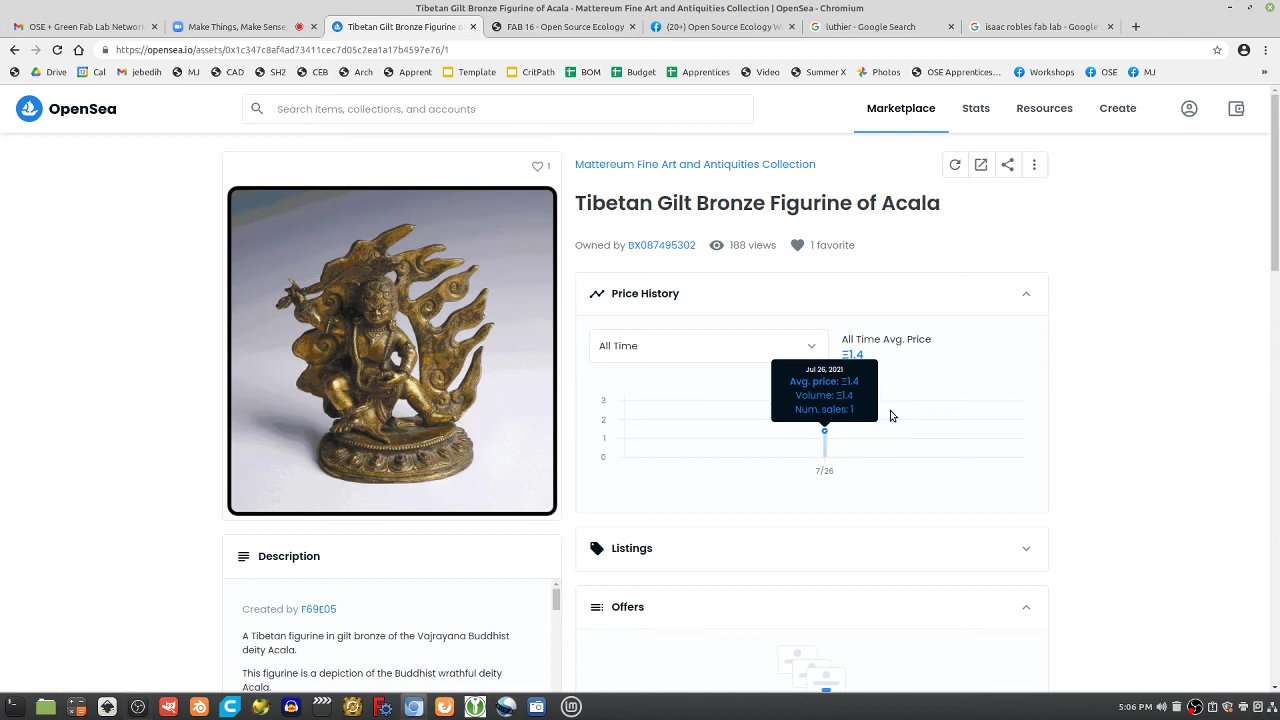 Tibetan Gilt Bronze Figurine of Acala - Mattereum Fine Art and Antiquities Collection | OpenSea - Chromium
OSE + Green Fab Lab Network
Make Things, Make Sense
Tibetan Gilt Bronze Figurine o
FAB 16 - Open Source Ecology
(20+) Open Source Ecology W
luthier - Google Search
isaac robles fab lab - Google
https://opensea.io/assets/0x1c347c8af4ad73411cec7d05c2ea1a17b4597e76/1
Drive
Cal
jebedit
MJ
CAD
SH2
CEB
Arch
Apprent
Template
CritPath
BOM
Budget
Apprentices
Video
Summer X
Photos
OSE Apprentices...
Workshops
OSE
MJ
OpenSea
Search items, collections, and accounts
Marketplace
Stats
Resources
Create
1
Mattereum Fine Art and Antiquities Collection
Tibetan Gilt Bronze Figurine of Acala
Owned by BX087495302
188 views
1 favorite
Price History
All Time
All Time Avg. Price
Ξ1.4
Jul 26, 2021
Avg. price: Ξ1.4
Volume: Ξ1.4
Num. sales: 1
3
2
1
0
7/26
Listings
Offers
Description
Created by F69E05
A Tibetan figurine in gilt bronze of the Vajrayana Buddhist
deity Acala.
This figurine is a depiction of the Buddhist wrathful deity
Acala.
5:06 PM